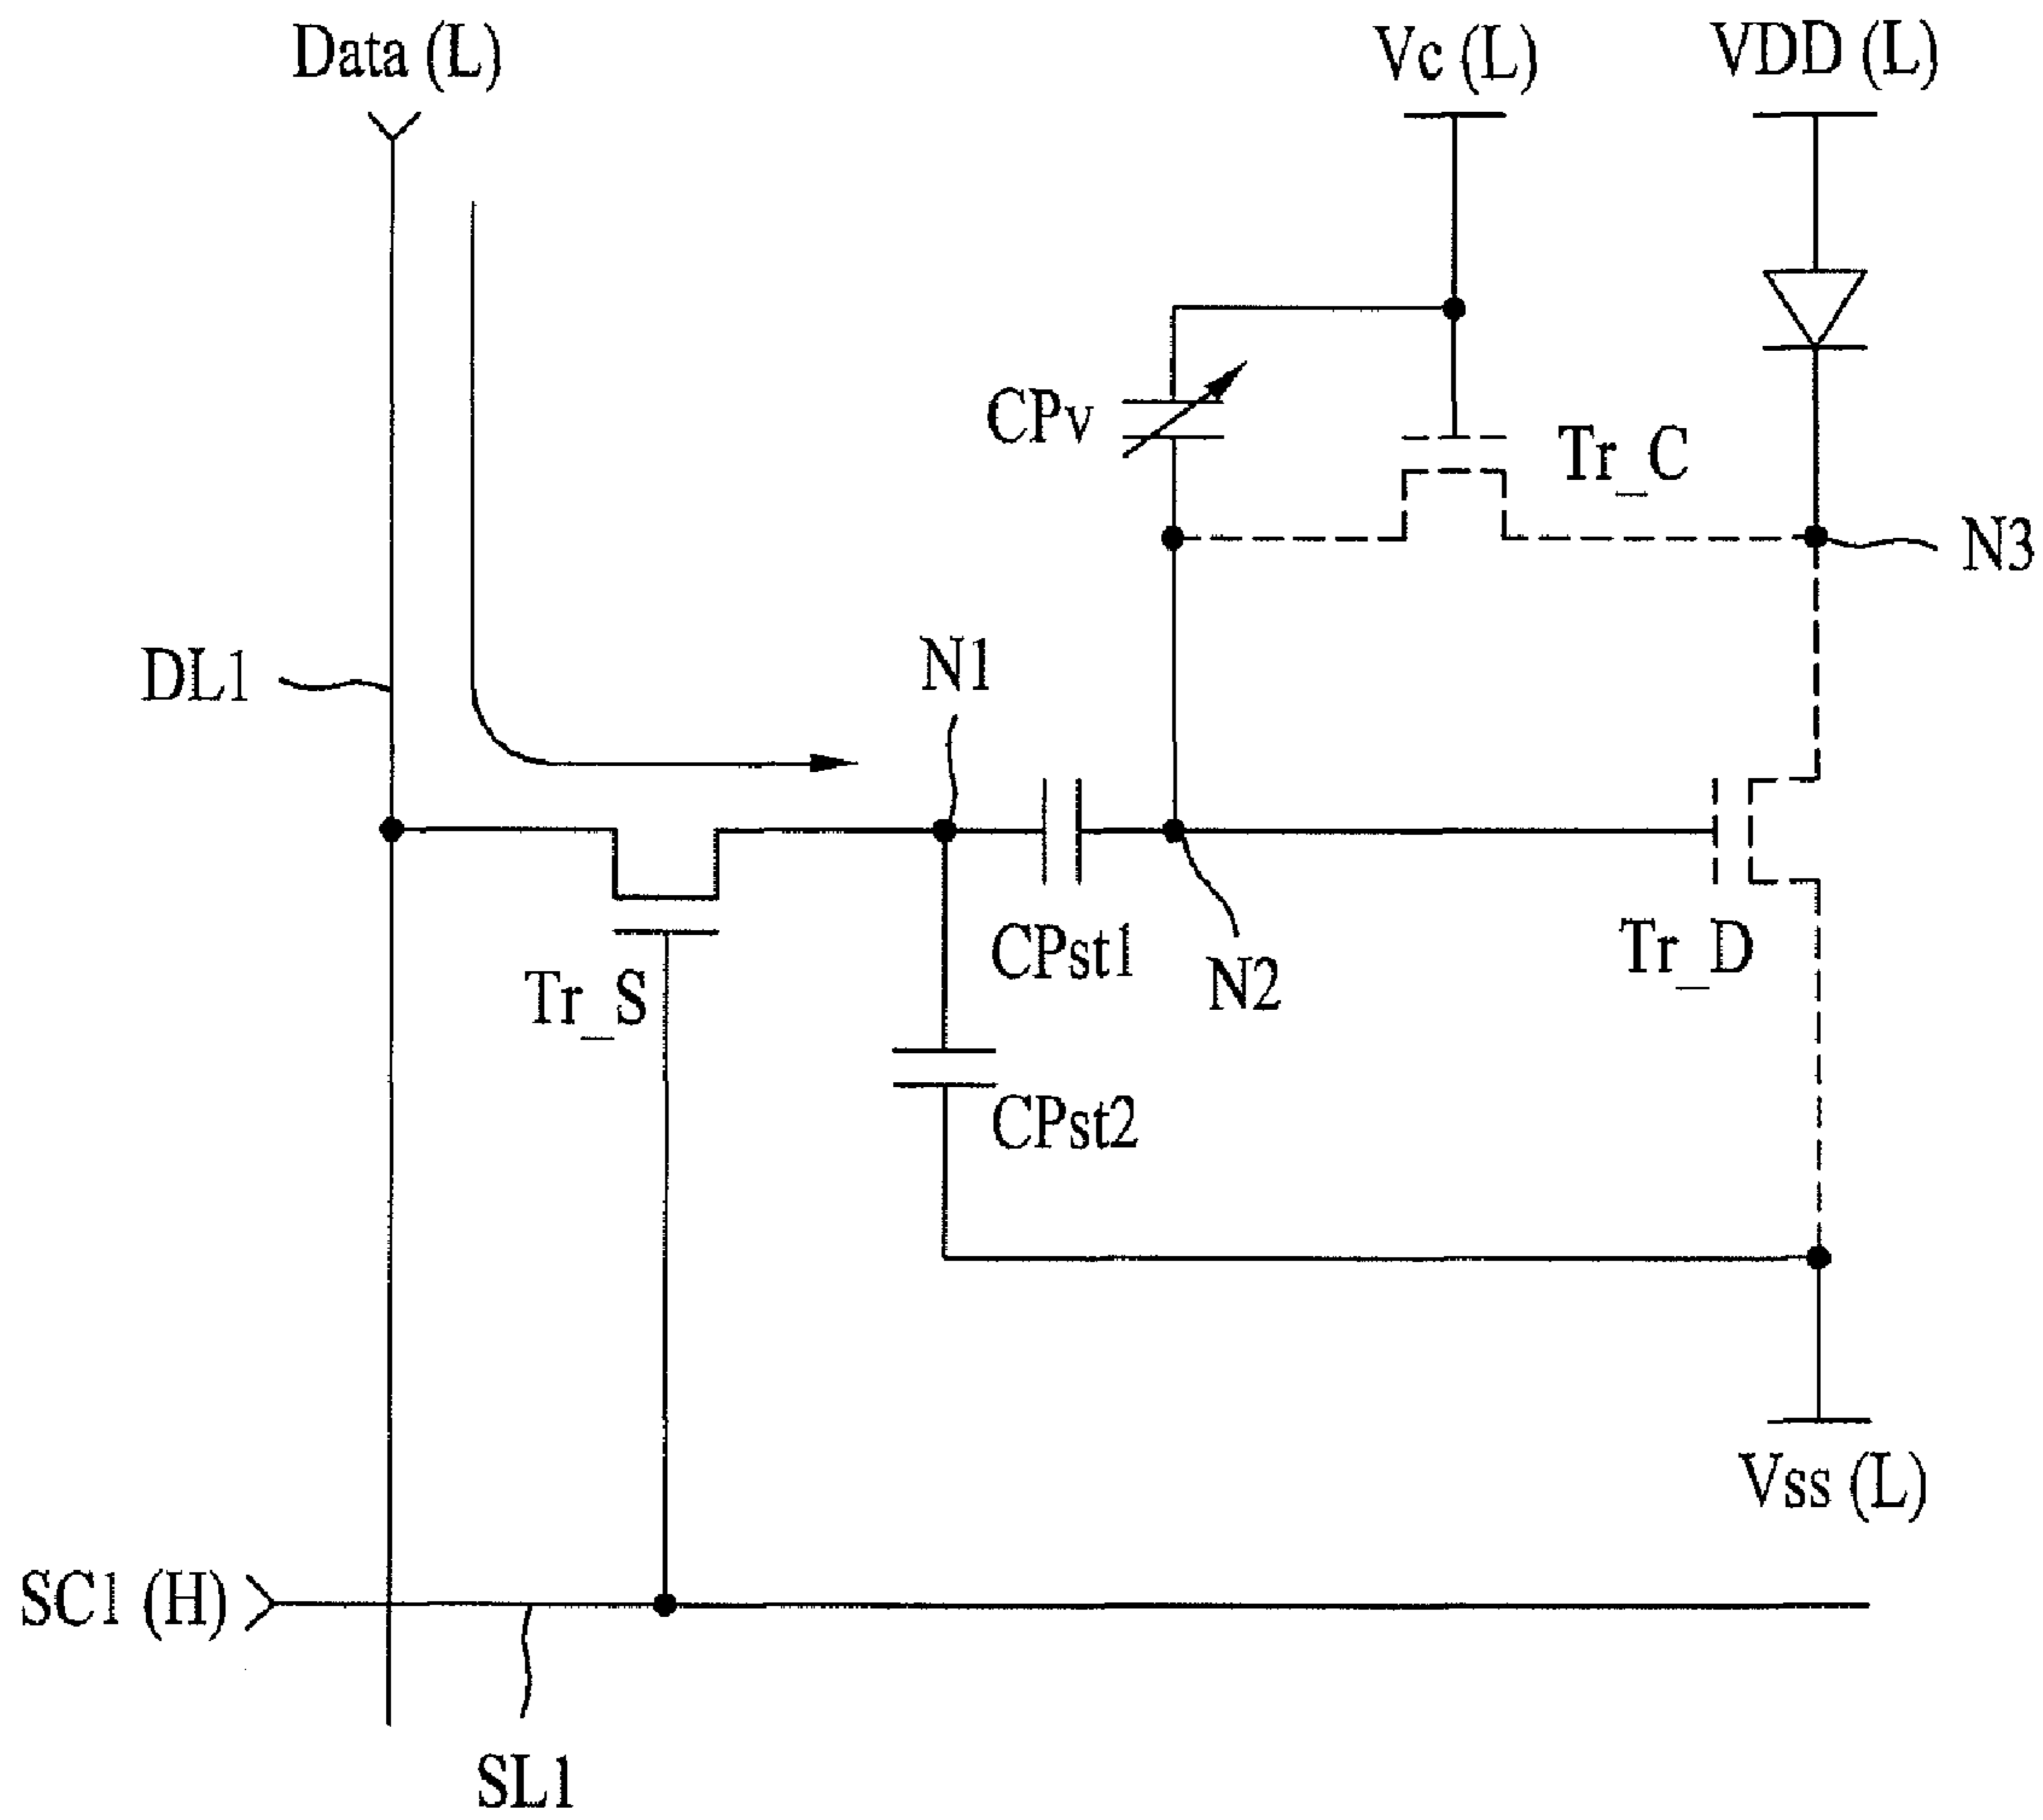 Data (L)
Vc (L)
VDD (L)
CPv
Tr_C
N3
DL1
N1
CPst1
N2
Tr_D
Tr_S
CPst2
Vss (L)
SC1 (H)
SL1